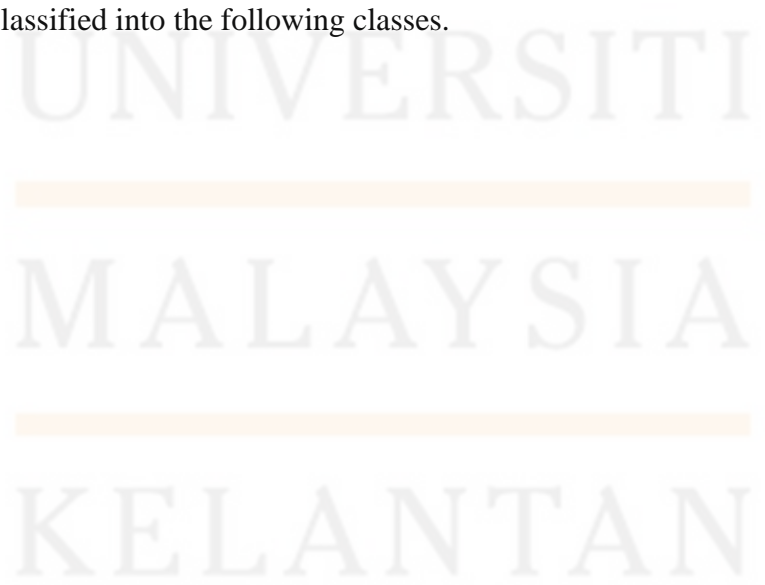 lassified into the following classes.
UNIVERSITI
MALAYSIA
KELANTAN